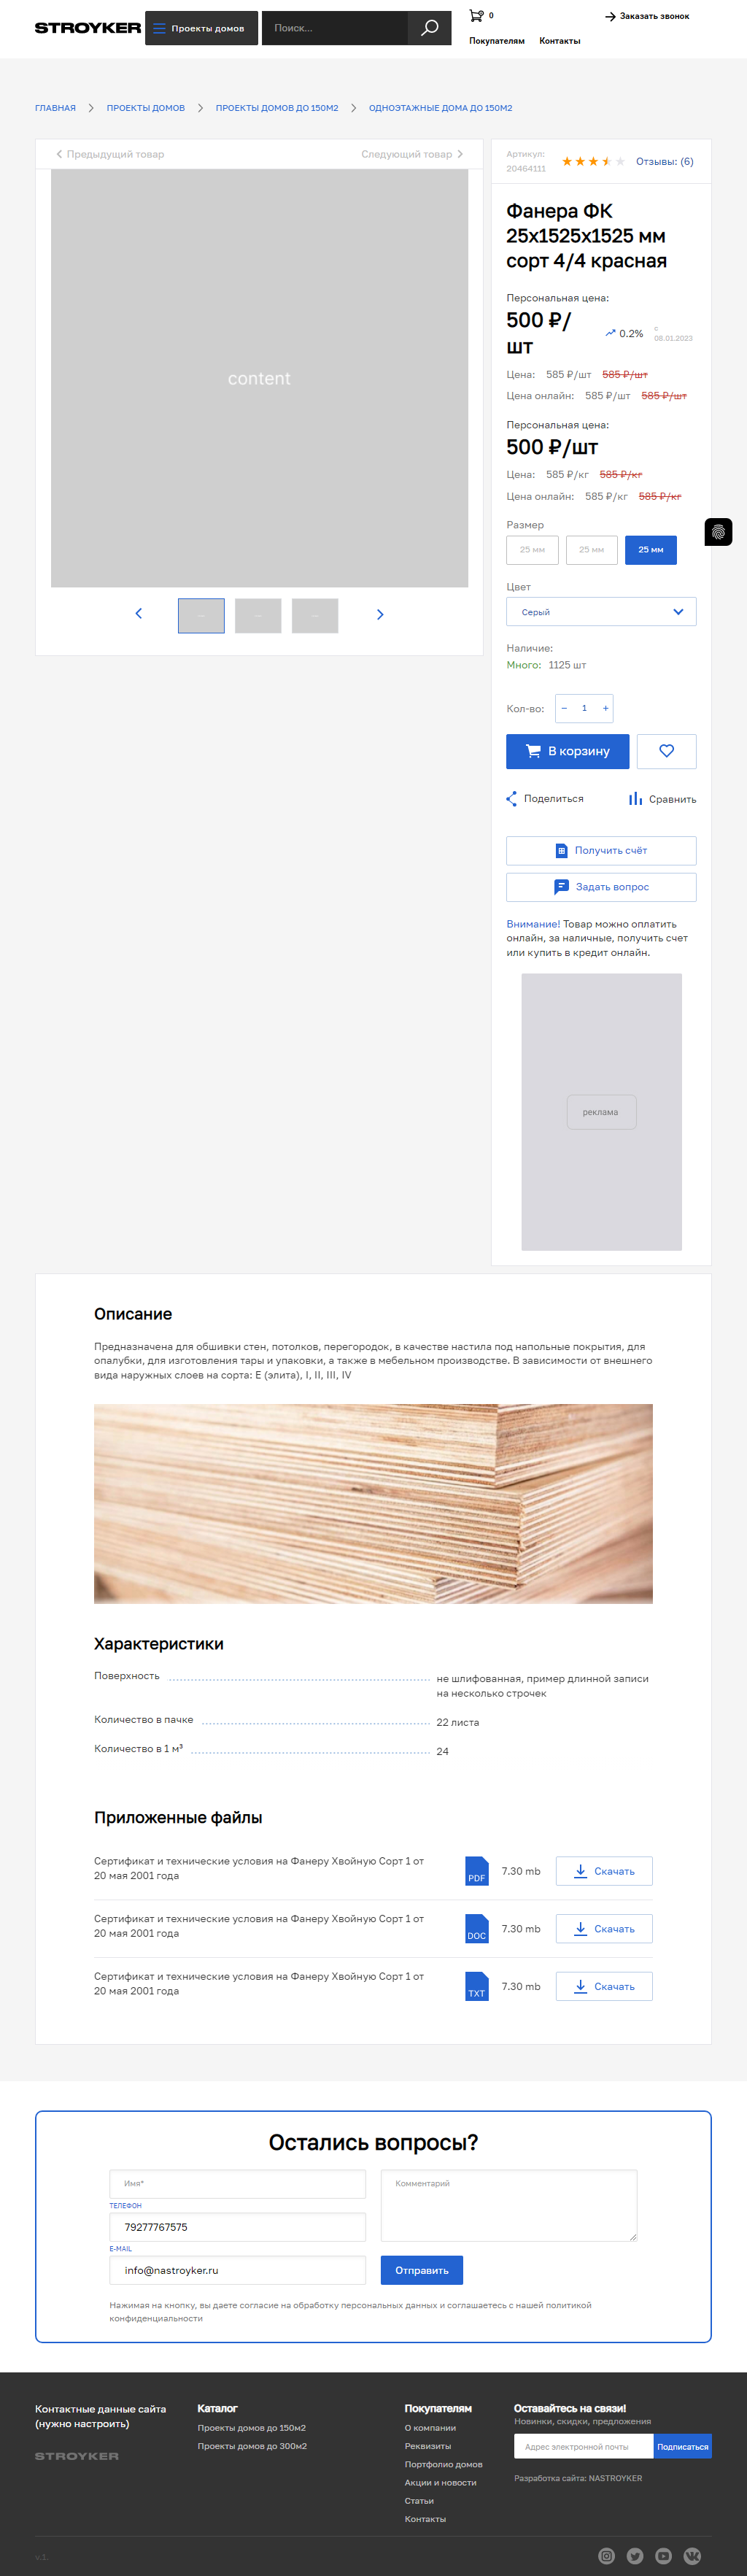 STROYKER
Проекты домов
Поиск...
0
Заказать звонок
Покупателям
Контакты
ГЛАВНАЯ
ПРОЕКТЫ ДОМОВ
ПРОЕКТЫ ДОМОВ ДО 150М2
ОДНОЭТАЖНЫЕ ДОМА ДО 150М2
Предыдущий товар
Следующий товар
content
Артикул:
20464111
Отзывы: (6)
Фанера ФК
25х1525х1525 мм
сорт 4/4 красная
Персональная цена:
500 ₽/
шт
0.2%
с
08.01.2023
Цена: 585 ₽/шт 585 ₽/шт
Цена онлайн: 585 ₽/шт 585 ₽/шт
Персональная цена:
500 ₽/шт
Цена: 585 ₽/кг 585 ₽/кг
Цена онлайн: 585 ₽/кг 585 ₽/кг
Размер
25 мм
25 мм
25 мм
Цвет
Серый
Наличие:
Много: 1125 шт
Кол-во: − 1 +
В корзину
Поделиться
Сравнить
Получить счёт
Задать вопрос
Внимание! Товар можно оплатить
онлайн, за наличные, получить счет
или купить в кредит онлайн.
реклама
Описание
Предназначена для обшивки стен, потолков, перегородок, в качестве настила под напольные покрытия, для
опалубки, для изготовления тары и упаковки, а также в мебельном производстве. В зависимости от внешнего
вида наружных слоев на сорта: Е (элита), I, II, III, IV
Характеристики
Поверхность
не шлифованная, пример длинной записи
на несколько строчек
Количество в пачке
22 листа
Количество в 1 м³
24
Приложенные файлы
Сертификат и технические условия на Фанеру Хвойную Сорт 1 от
20 мая 2001 года
PDF
7.30 mb
Скачать
Сертификат и технические условия на Фанеру Хвойную Сорт 1 от
20 мая 2001 года
DOC
7.30 mb
Скачать
Сертификат и технические условия на Фанеру Хвойную Сорт 1 от
20 мая 2001 года
TXT
7.30 mb
Скачать
Остались вопросы?
Имя*
Комментарий
ТЕЛЕФОН
79277767575
E-MAIL
info@nastroyker.ru
Отправить
Нажимая на кнопку, вы даете согласие на обработку персональных данных и соглашаетесь с нашей политикой
конфиденциальности
Контактные данные сайта
(нужно настроить)
STROYKER
Каталог
Проекты домов до 150м2
Проекты домов до 300м2
Покупателям
О компании
Реквизиты
Портфолио домов
Акции и новости
Статьи
Контакты
Оставайтесь на связи!
Новинки, скидки, предложения
Адрес электронной почты
Подписаться
Разработка сайта: NASTROYKER
v.1.